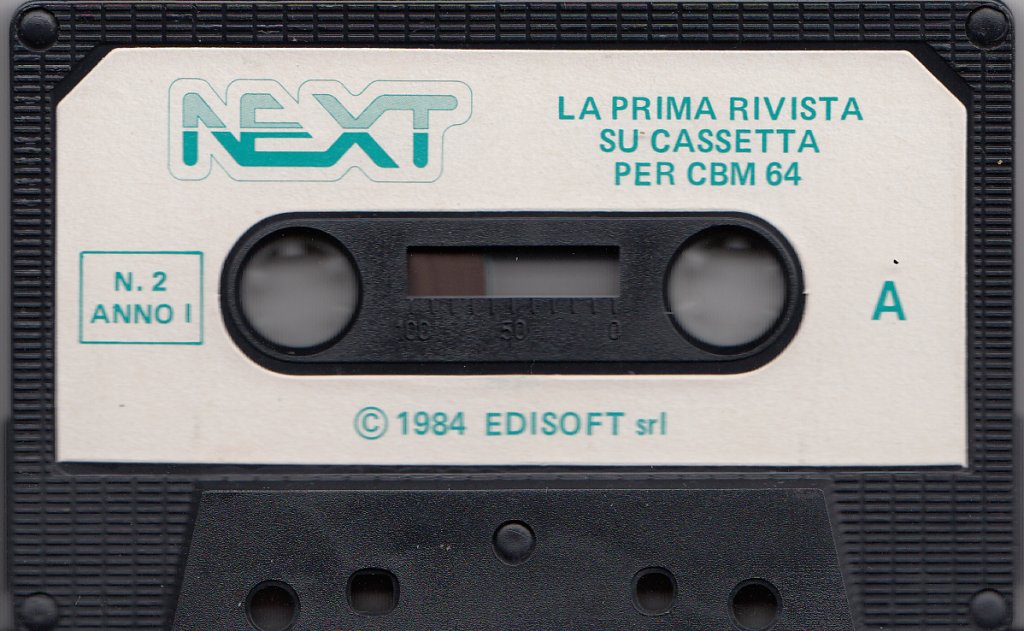 NEXT
LA PRIMA RIVISTA
SU CASSETTA
PER CBM 64
N. 2
ANNO I
A
100 50 0
© 1984 EDISOFT srl